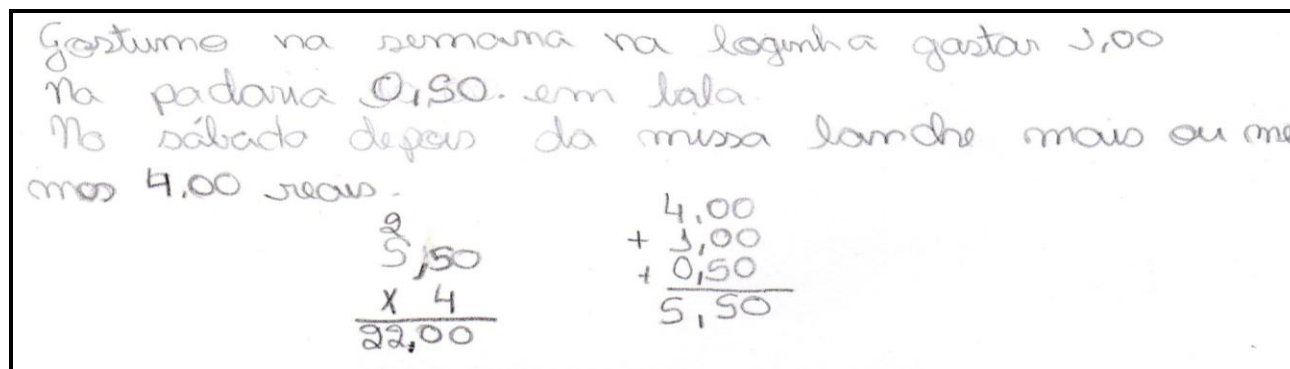 Gostumo na semana na loginha gastar 1,00
Na padaria 0,50. em bala
No sábado depois da missa lanche mais ou me
mos 4.00 reais.
2
5,50
x 4
22,00
4,00
+ 1,00
+ 0,50
5,50